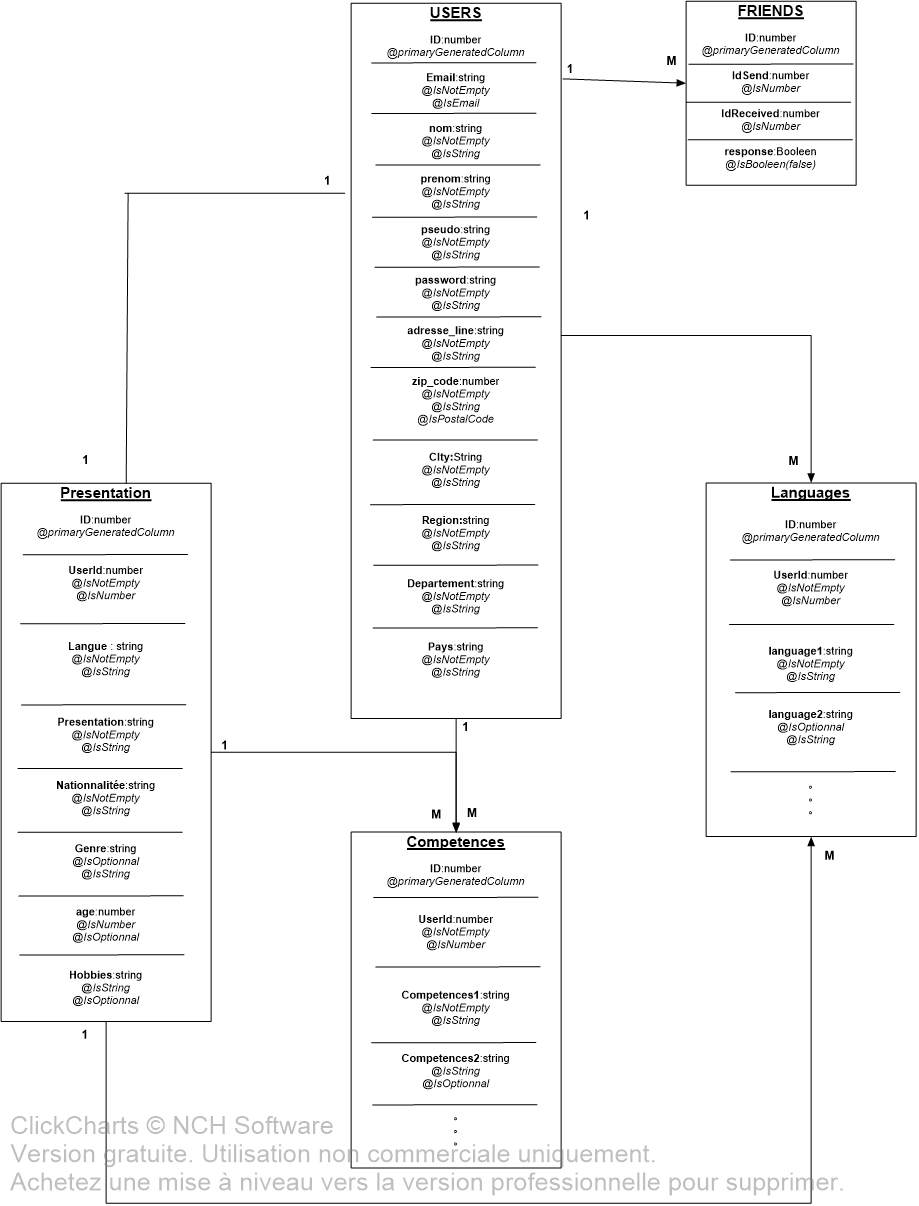 USERS
ID:number
@primaryGeneratedColumn
Email:string
@IsNotEmpty
@IsEmail
nom:string
@IsNotEmpty
@IsString
prenom:string
@IsNotEmpty
@IsString
pseudo:string
@IsNotEmpty
@IsString
password:string
@IsNotEmpty
@IsString
adresse_line:string
@IsNotEmpty
@IsString
zip_code:number
@IsNotEmpty
@IsString
@IsPostalCode
CIty:String
@IsNotEmpty
@IsString
Region:string
@IsNotEmpty
@IsString
Departement:string
@IsNotEmpty
@IsString
Pays:string
@IsNotEmpty
@IsString
FRIENDS
ID:number
@primaryGeneratedColumn
IdSend:number
@IsNumber
IdReceived:number
@IsNumber
response:Booleen
@IsBooleen(false)
1
M
1
1
1
M
Presentation
ID:number
@primaryGeneratedColumn
UserId:number
@IsNotEmpty
@IsNumber
Langue : string
@IsNotEmpty
@IsString
Presentation:string
@IsNotEmpty
@IsString
Nationnalitée:string
@IsNotEmpty
@IsString
Genre:string
@IsOptionnal
@IsString
age:number
@IsNumber
@IsOptionnal
Hobbies:string
@IsString
@IsOptionnal
Languages
ID:number
@primaryGeneratedColumn
UserId:number
@IsNotEmpty
@IsNumber
language1:string
@IsNotEmpty
@IsString
language2:string
@IsOptionnal
@IsString
1
1
M
M
Competences
ID:number
@primaryGeneratedColumn
UserId:number
@IsNotEmpty
@IsNumber
Competences1:string
@IsNotEmpty
@IsString
Competences2:string
@IsString
@IsOptionnal
M
1
ClickCharts © NCH Software
Version gratuite. Utilisation non commerciale uniquement.
Achetez une mise à niveau vers la version professionnelle pour supprimer.